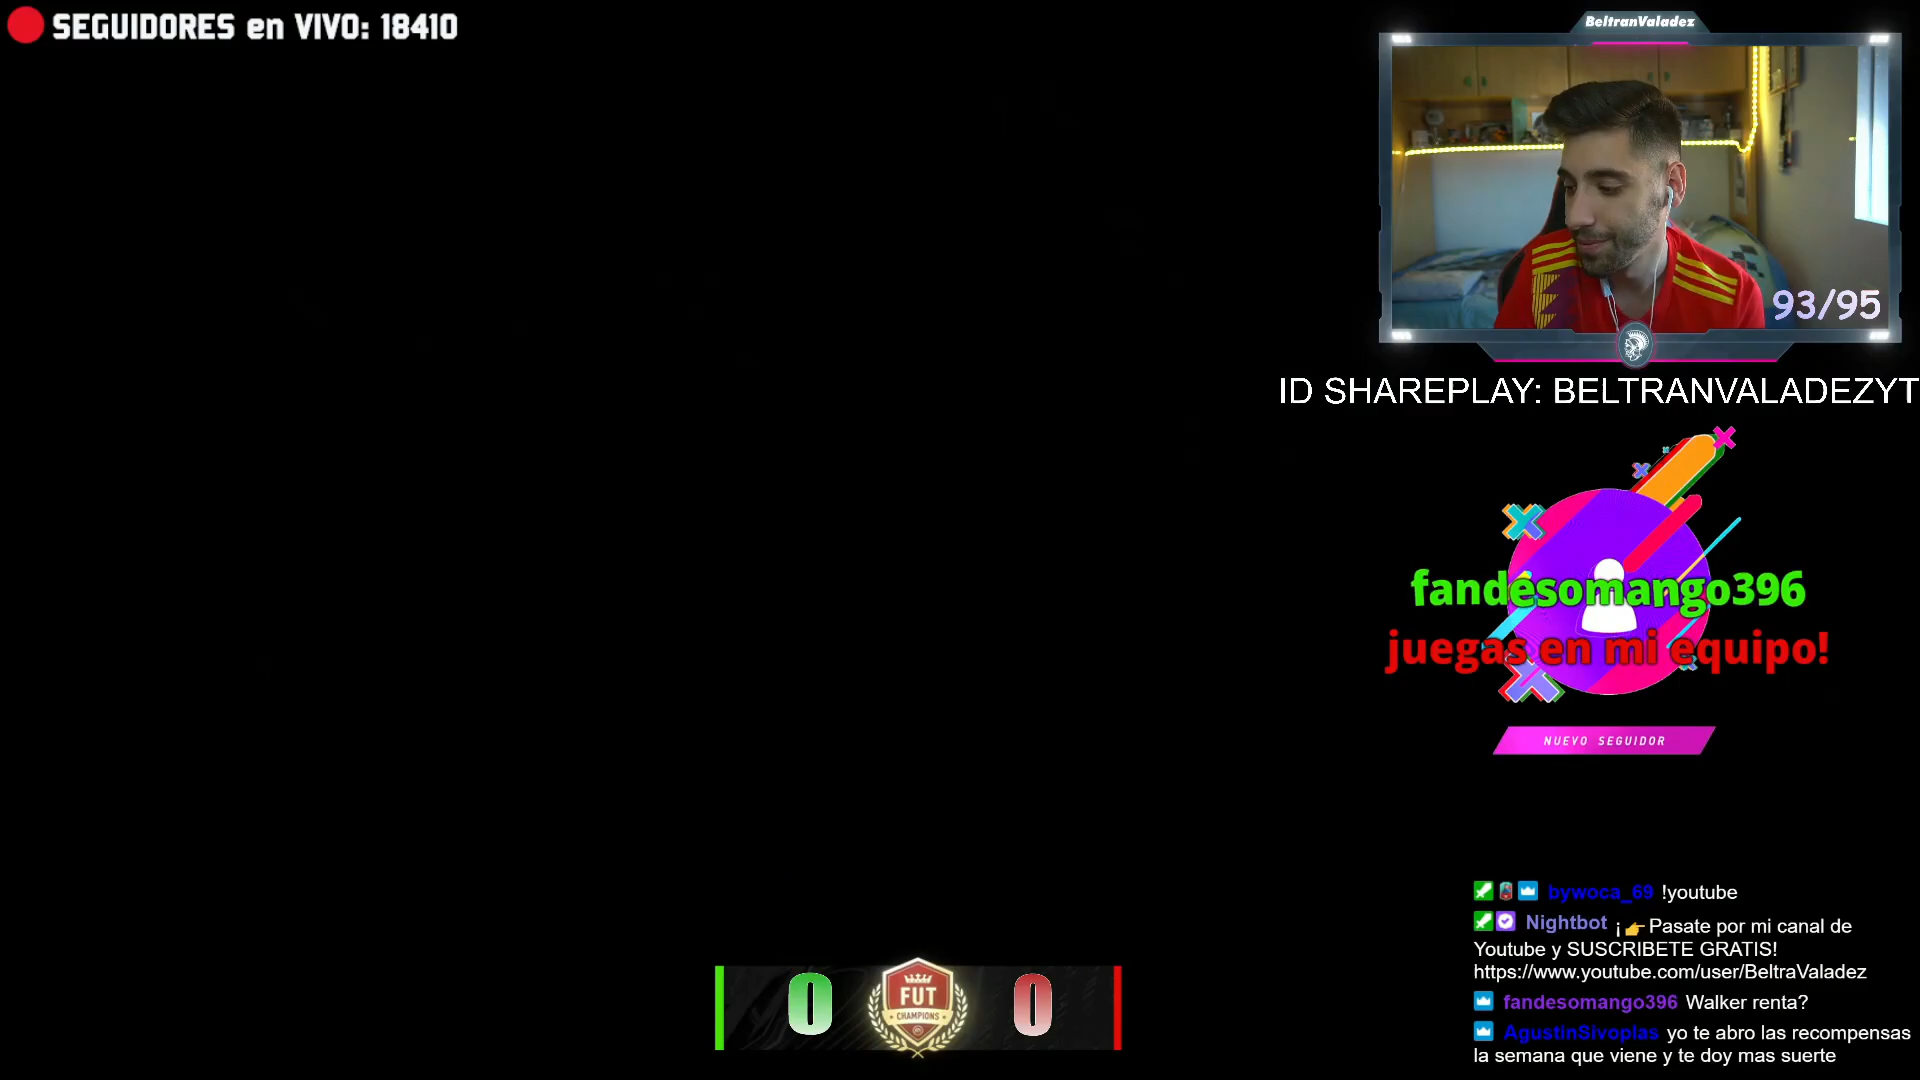 SEGUIDORES en VIVO: 18410
BeltranValadez
93/95
ID SHAREPLAY: BELTRANVALADEZYT
fandesomango396
juegas en mi equipo!
NUEVO SEGUIDOR
bywoca_69 !youtube
Nightbot ¡👉Pasate por mi canal de
Youtube y SUSCRIBETE GRATIS!
https://www.youtube.com/user/BeltraValadez
fandesomango396 Walker renta?
AgustinSivoplas yo te abro las recompensas
la semana que viene y te doy mas suerte
0 FUT 0
CHAMPIONS